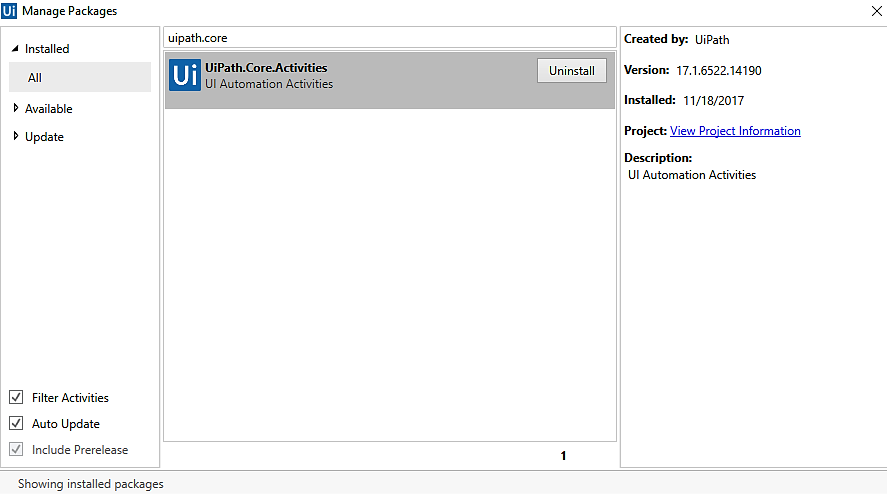 Ui Manage Packages
Installed
All
Available
Update
Filter Activities
Auto Update
Include Prerelease
uipath.core
Ui
UiPath.Core.Activities
UI Automation Activities
Uninstall
1
Created by: UiPath
Version: 17.1.6522.14190
Installed: 11/18/2017
Project: View Project Information
Description:
UI Automation Activities
Showing installed packages